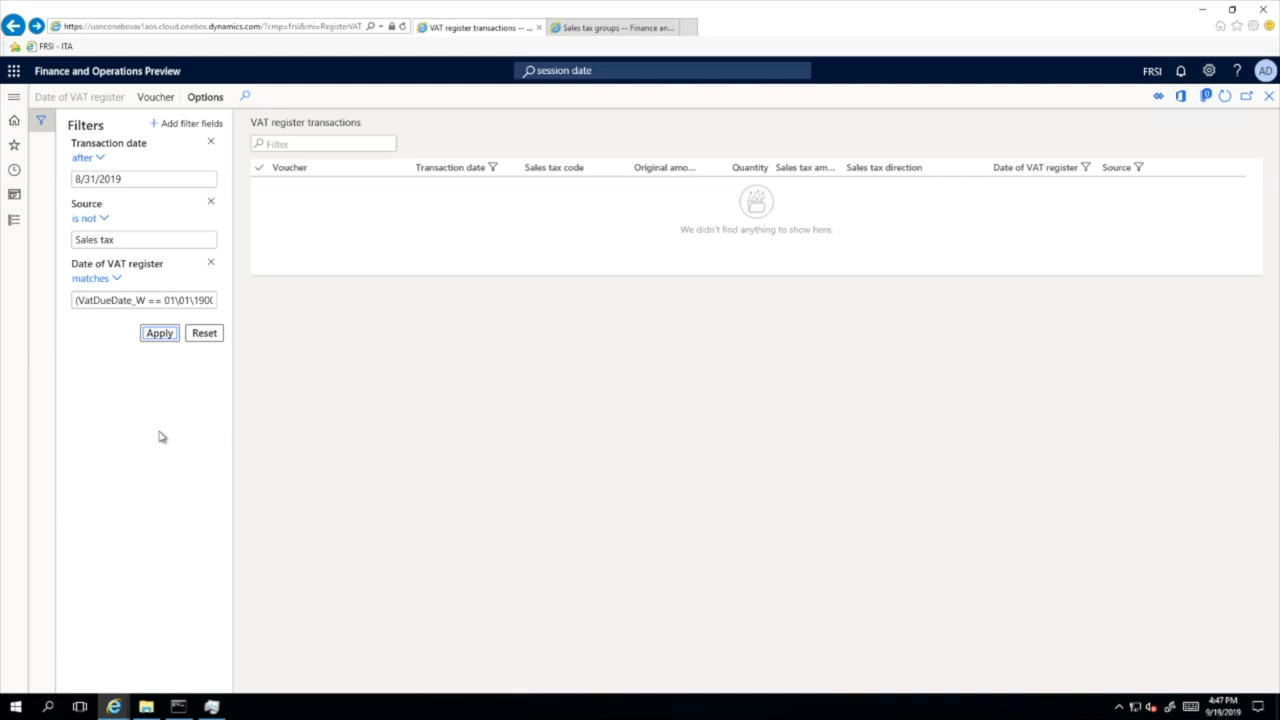 https://usnconeboxax1aos.cloud.onebox.dynamics.com/?cmp=frsi&mi=RegisterVAT
VAT register transactions -- ...
Sales tax groups -- Finance an...
FRSI - ITA
Finance and Operations Preview
session date
FRSI
?
AD
Date of VAT register
Voucher
Options
0
Filters
+ Add filter fields
Transaction date
after
8/31/2019
Source
is not
Sales tax
Date of VAT register
matches
(VatDueDate_W == 01\01\1900
Apply
Reset
VAT register transactions
Filter
Voucher
Transaction date
Sales tax code
Original amo...
Quantity
Sales tax am...
Sales tax direction
Date of VAT register
Source
We didn't find anything to show here.
4:47 PM
9/19/2019